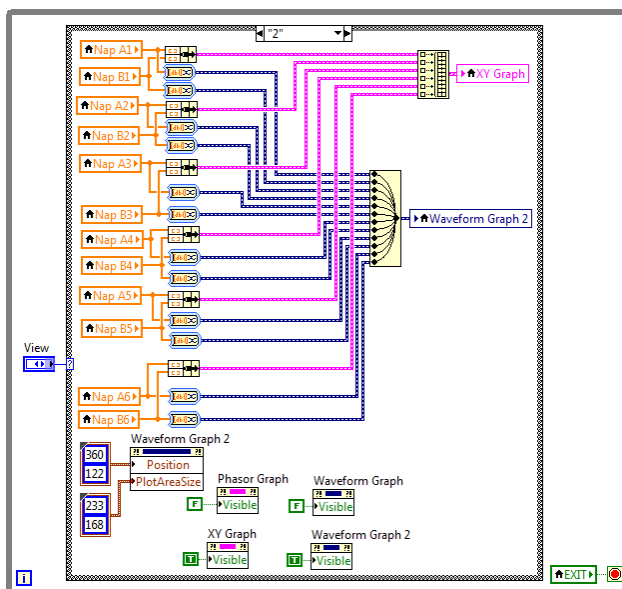 "2"
Nap A1
Nap B1
XY Graph
Nap A2
Nap B2
Nap A3
Nap B3
Waveform Graph 2
Nap A4
Nap B4
Nap A5
Nap B5
View
?
Nap A6
Nap B6
Waveform Graph 2
360
122
Position
PlotAreaSize
233
168
Phasor Graph
Visible
F
Waveform Graph
Visible
F
XY Graph
Visible
T
Waveform Graph 2
Visible
T
i
EXIT